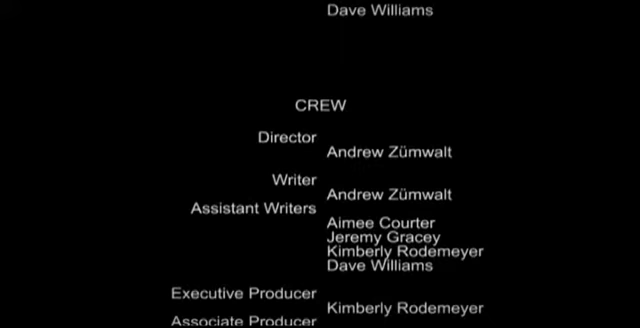 Dave Williams
CREW
Director
Andrew Zümwalt
Writer
Andrew Zümwalt
Assistant Writers
Aimee Courter
Jeremy Gracey
Kimberly Rodemeyer
Dave Williams
Executive Producer
Kimberly Rodemeyer
Associate Producer